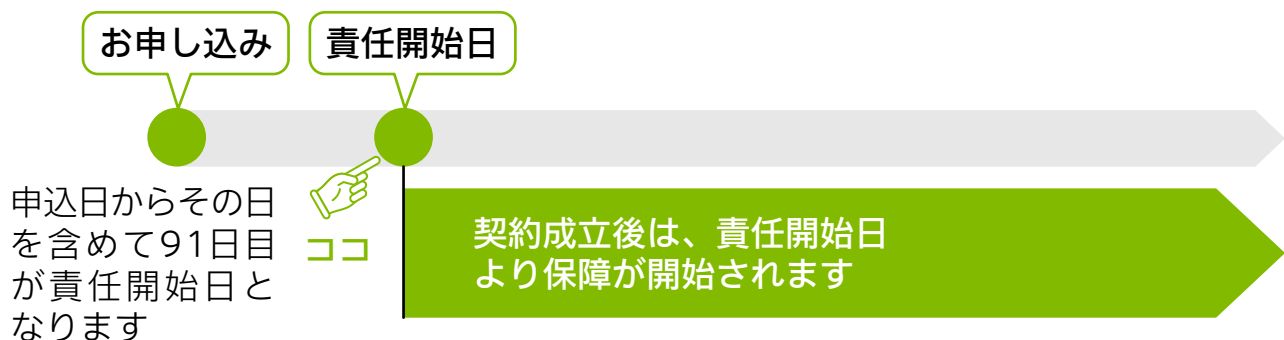 お申し込み
責任開始日
申込日からその日
を含めて91日目
が責任開始日と
なります
ココ
契約成立後は、責任開始日
より保障が開始されます